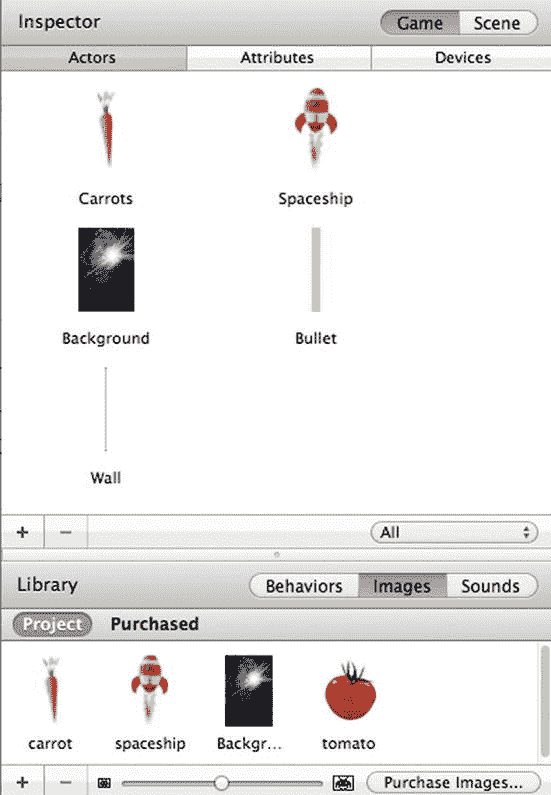 Inspector Game Scene
Actors Attributes Devices
Carrots Spaceship
Background Bullet
Wall
+ − All
Library Behaviors Images Sounds
Project Purchased
carrot spaceship Backgr... tomato
+ − Purchase Images...